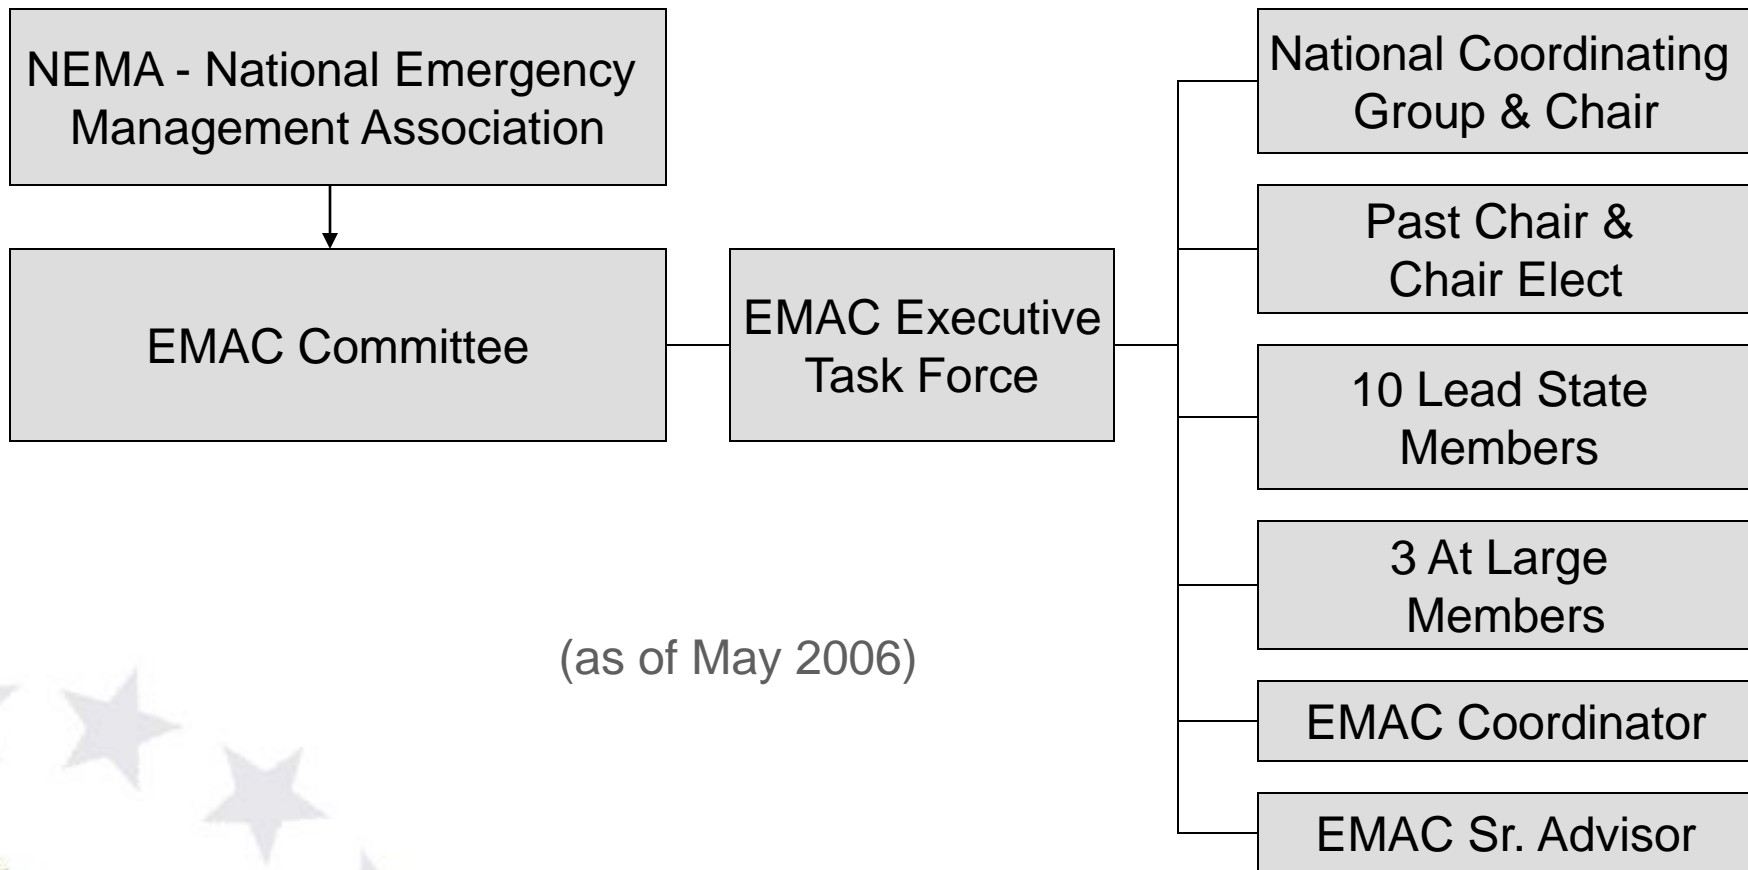 NEMA - National Emergency
Management Association
EMAC Committee
EMAC Executive
Task Force
National Coordinating
Group & Chair
Past Chair &
Chair Elect
10 Lead State
Members
3 At Large
Members
EMAC Coordinator
EMAC Sr. Advisor
(as of May 2006)